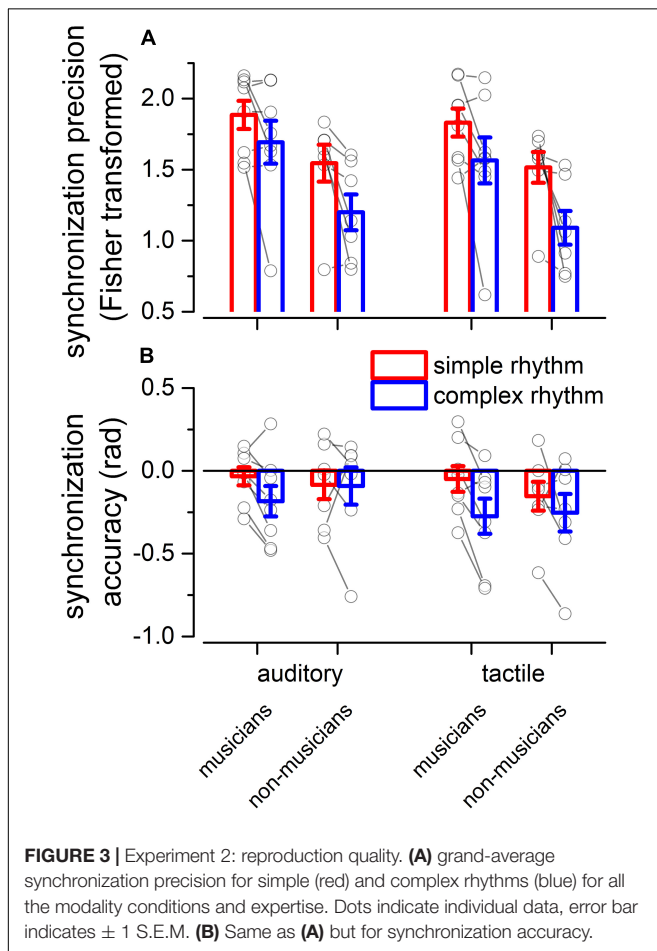 A
synchronization precision
(Fisher transformed)
2.0
1.5
1.0
0.5
B
simple rhythm
complex rhythm
synchronization
accuracy (rad)
0.5
0.0
-0.5
-1.0
auditory
tactile
musicians
non-musicians
musicians
non-musicians
FIGURE 3 | Experiment 2: reproduction quality. (A) grand-average
synchronization precision for simple (red) and complex rhythms (blue) for all
the modality conditions and expertise. Dots indicate individual data, error bar
indicates ± 1 S.E.M. (B) Same as (A) but for synchronization accuracy.